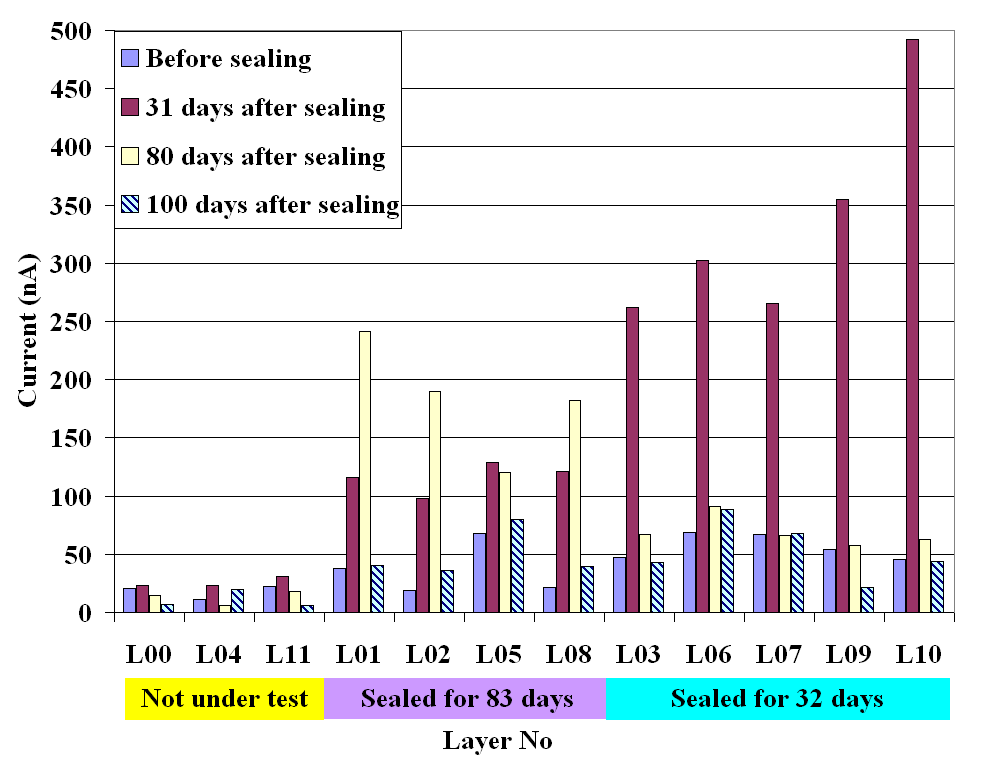 500
450
400
350
300
250
200
150
100
50
0
Current (nA)
Before sealing
31 days after sealing
80 days after sealing
100 days after sealing
L00 L04 L11 L01 L02 L05 L08 L03 L06 L07 L09 L10
Not under test Sealed for 83 days Sealed for 32 days
Layer No